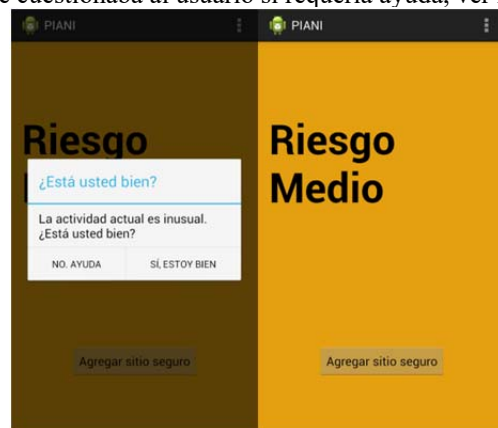 cuestionaba al usuario si requería ayuda, ver
PIANI
Riesgo
¿Está usted bien?
La actividad actual es inusual.
¿Está usted bien?
NO. AYUDA
SÍ, ESTOY BIEN
Agregar sitio seguro
PIANI
Riesgo
Medio
Agregar sitio seguro